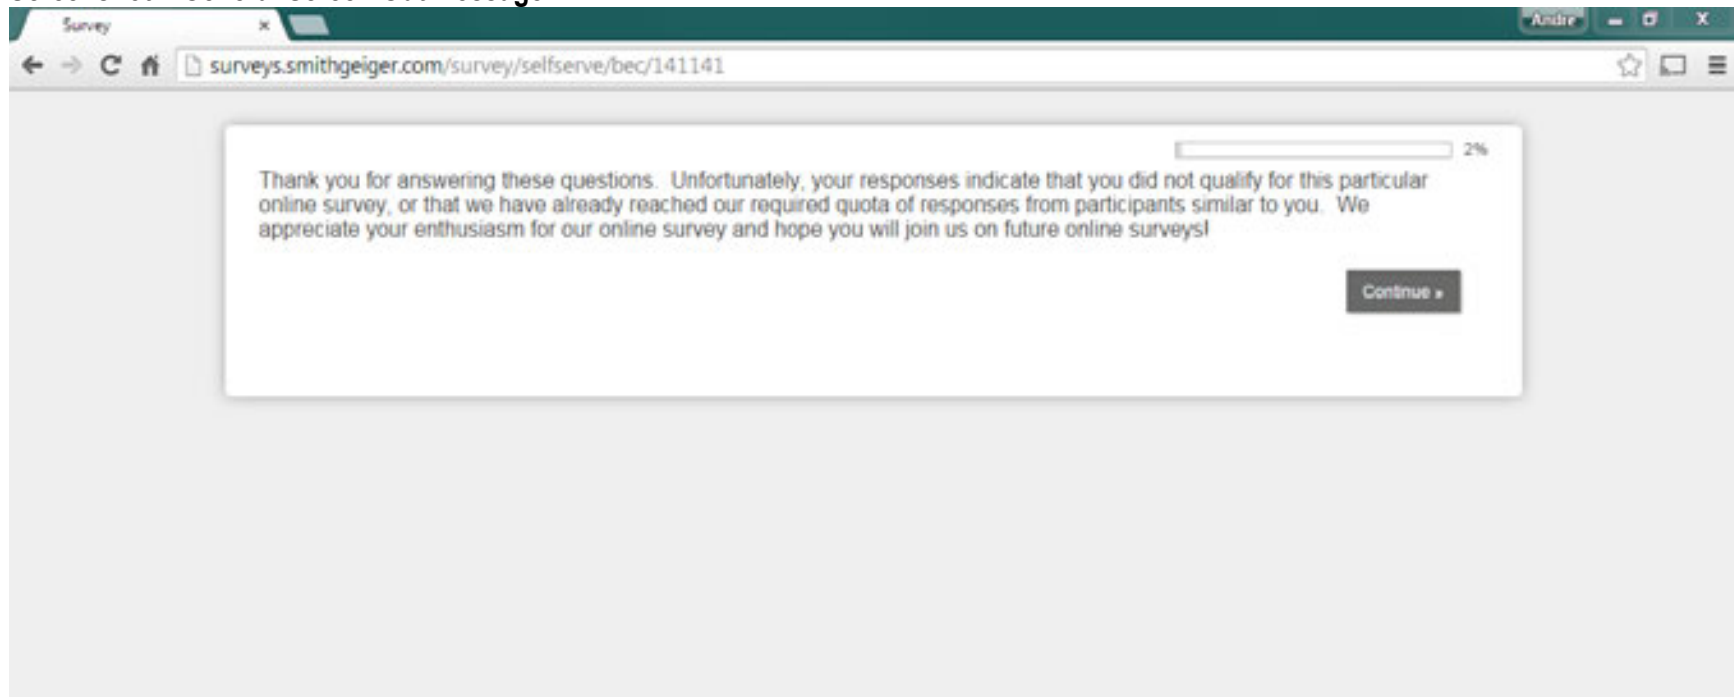 Survey
Andre
surveys.smithgeiger.com/survey/selfserve/bec/141141
2%
Thank you for answering these questions.  Unfortunately, your responses indicate that you did not qualify for this particular
online survey, or that we have already reached our required quota of responses from participants similar to you.  We
appreciate your enthusiasm for our online survey and hope you will join us on future online surveys!
Continue »